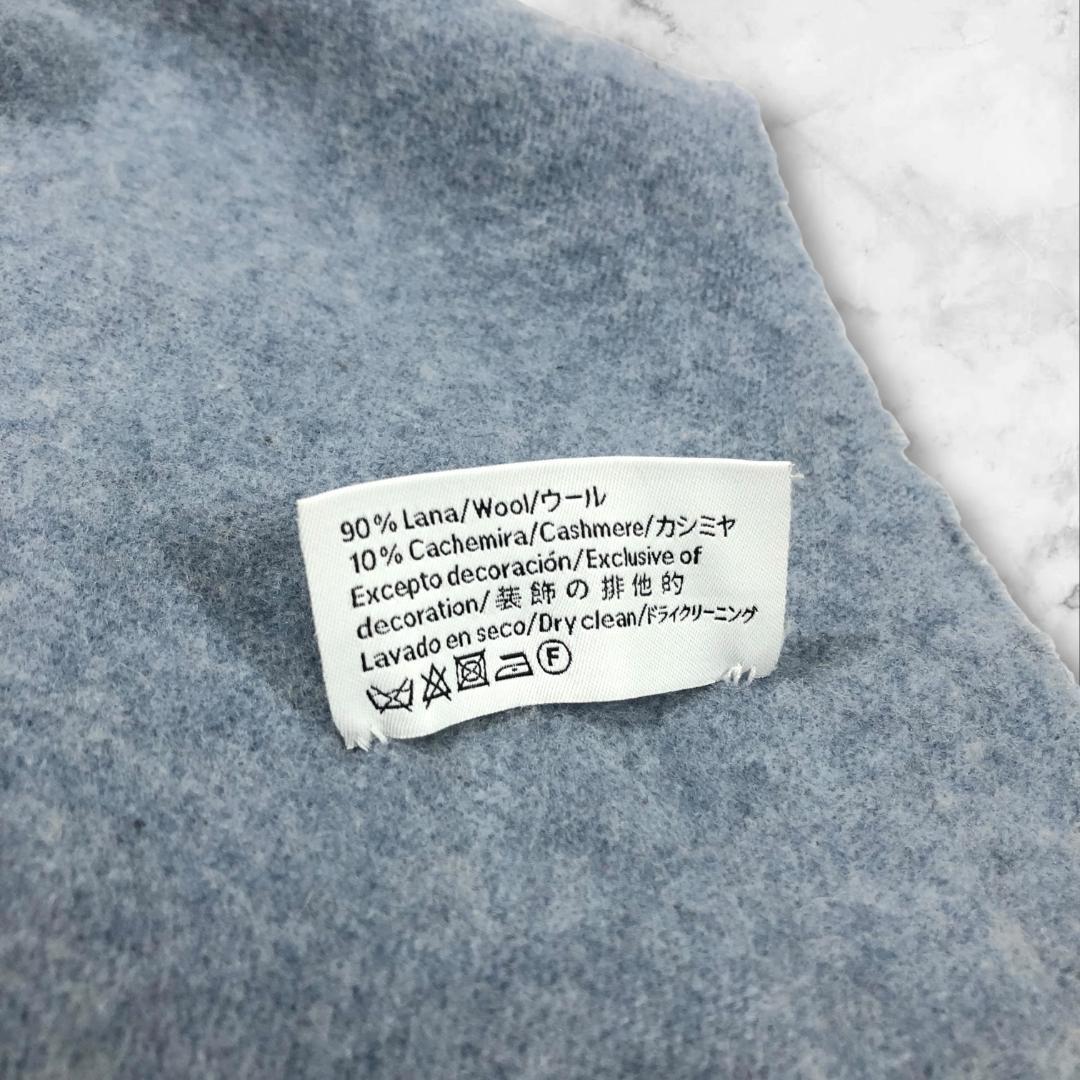 90% Lana/Wool/ウール
10% Cachemira/Cashmere/カシミヤ
Excepto decoración/Exclusive of
decoration/装飾の排他的
Lavado en seco/Dry clean/ドライクリーニング
F